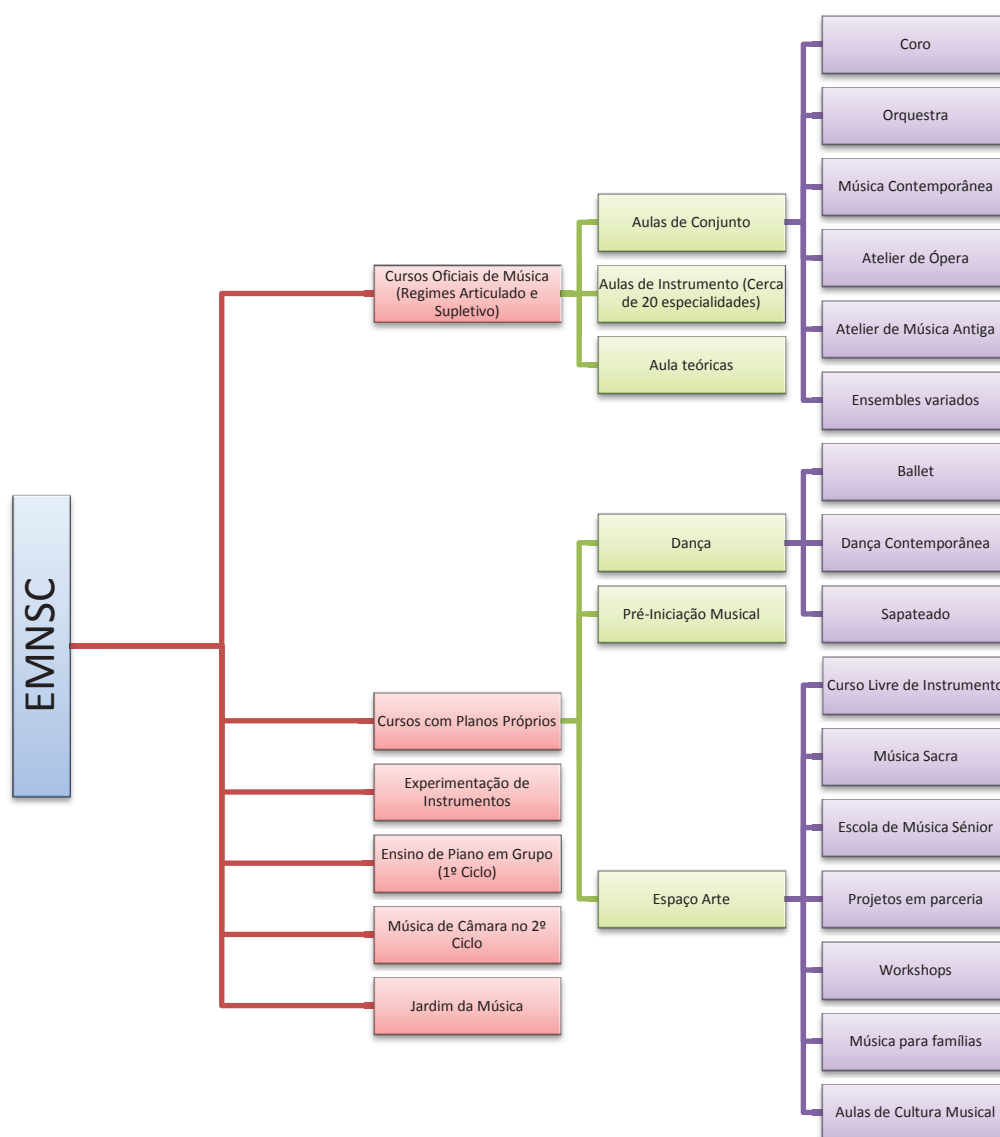 EMNSC
Cursos Oficiais de Música
(Regimes Articulado e
Supletivo)
Aulas de Conjunto
Coro
Orquestra
Música Contemporânea
Atelier de Ópera
Atelier de Música Antiga
Ensembles variados
Aulas de Instrumento (Cerca
de 20 especialidades)
Aula teóricas
Cursos com Planos Próprios
Dança
Ballet
Dança Contemporânea
Sapateado
Pré-Iniciação Musical
Espaço Arte
Curso Livre de Instrumento
Música Sacra
Escola de Música Sénior
Projetos em parceria
Workshops
Música para famílias
Aulas de Cultura Musical
Experimentação de
Instrumentos
Ensino de Piano em Grupo
(1º Ciclo)
Música de Câmara no 2º
Ciclo
Jardim da Música